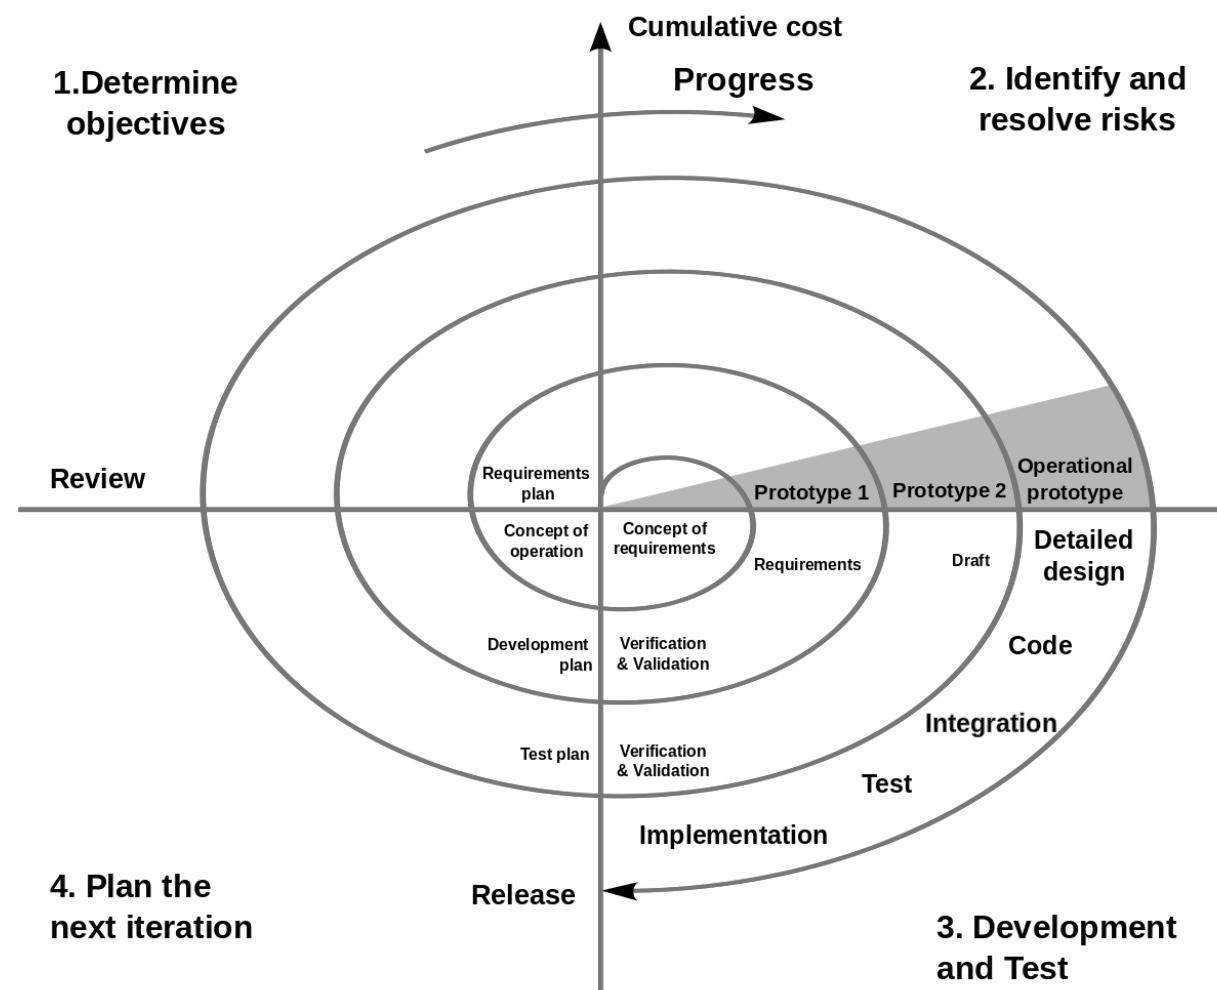 Cumulative cost
Progress
1.Determine
objectives
2. Identify and
resolve risks
Review
Requirements
plan
Prototype 1
Prototype 2
Operational
prototype
Concept of
operation
Concept of
requirements
Requirements
Draft
Detailed
design
Development
plan
Verification
& Validation
Code
Integration
Test plan
Verification
& Validation
Test
Implementation
Release
4. Plan the
next iteration
3. Development
and Test